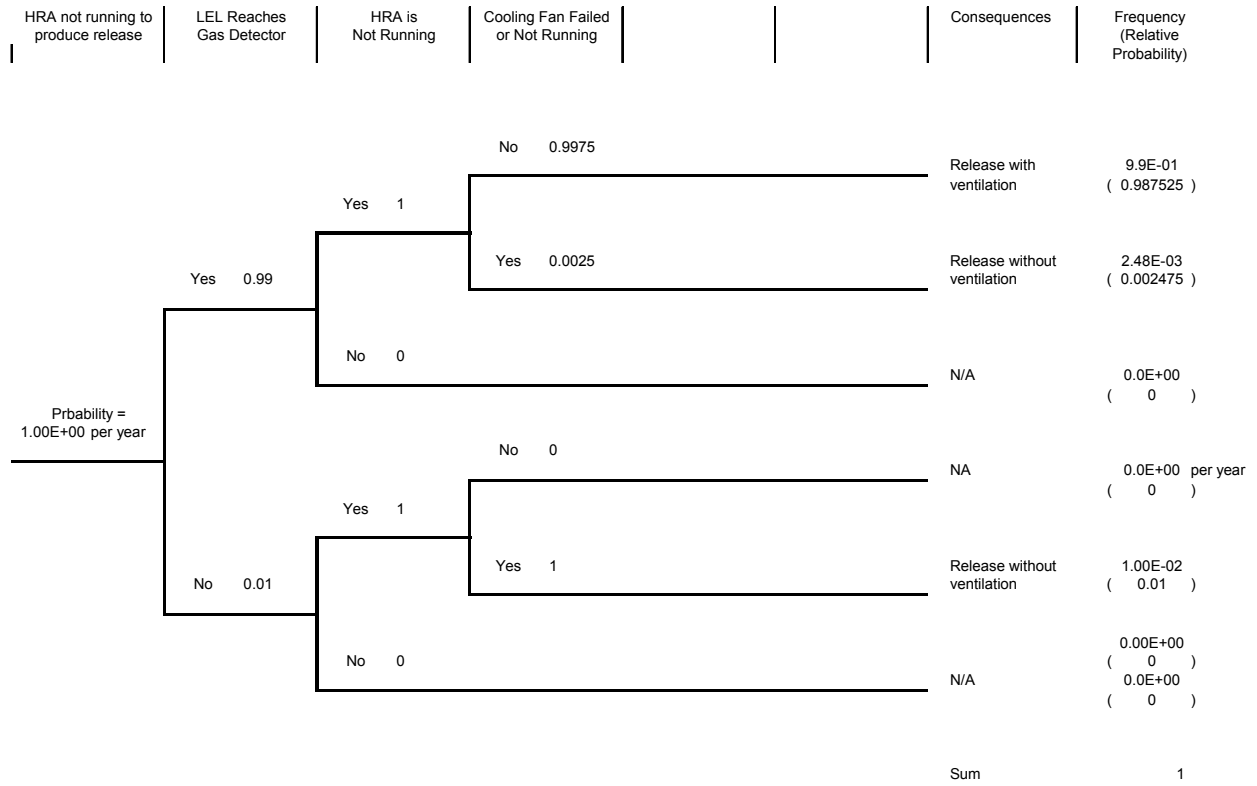 HRA not running to
produce release
LEL Reaches
Gas Detector
HRA is
Not Running
Cooling Fan Failed
or Not Running
Consequences
Frequency
(Relative
Probability)
No 0.9975
Release with
ventilation
9.9E-01
( 0.987525 )
Yes 1
Yes 0.0025
Release without
ventilation
2.48E-03
( 0.002475 )
Yes 0.99
No 0
N/A
0.0E+00
( 0 )
Prbability =
1.00E+00 per year
No 0
NA
0.0E+00 per year
( 0 )
Yes 1
Yes 1
Release without
ventilation
1.00E-02
( 0.01 )
No 0.01
No 0
0.00E+00
( 0 )
N/A
0.0E+00
( 0 )
Sum 1